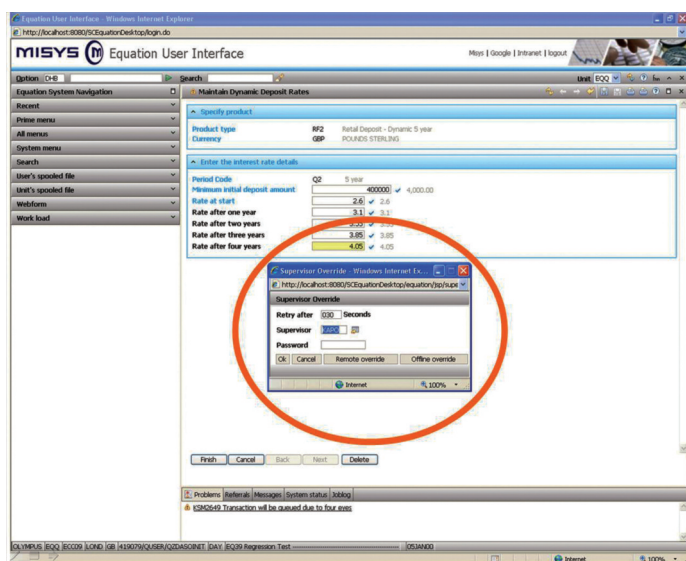 Equation User Interface - Windows Internet Explorer
http://localhost:8080/SCEquationDesktop/login.do
MISYS Equation User Interface
Misys | Google | Intranet | logout
Option DHB Search Unit EQQ
Equation System Navigation
Maintain Dynamic Deposit Rates
Recent
Prime menu
All menus
System menu
Search
User's spooled file
Unit's spooled file
Webform
Work load
Specify product
Product type RF2 Retail Deposit - Dynamic 5 year
Currency GBP POUNDS STERLING
Enter the interest rate details
Period Code Q2 5 year
Minimum initial deposit amount 400000 4,000.00
Rate at start 2.6 2.6
Rate after one year 3.1 3.1
Rate after two years
Rate after three years 3.85 3.85
Rate after four years 4.05 4.05
Supervisor Override - Windows Internet Ex...
http://localhost:8080/SCEquationDesktop/equation/jsp/supe
Supervisor Override
Retry after 030 Seconds
Supervisor
Password
Ok Cancel Remote override Offline override
Internet 100%
Finish Cancel Back Next Delete
Problems Referrals Messages System status Joblog
KSM2649 Transaction will be queued due to four eyes
OLYMPUS EQQ ECC09 LOND GB 419079/QUSER/QZDASOINIT DAY EQ39 Regression Test 05JAN00
Internet 100%